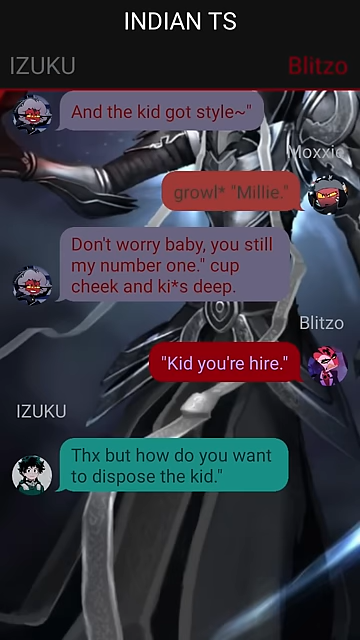 INDIAN TS
IZUKU
Blitzo
And the kid got style~"
Moxxie
growl* "Millie."
Don't worry baby, you still
my number one." cup
cheek and ki*s deep.
Blitzo
"Kid you're hire."
IZUKU
Thx but how do you want
to dispose the kid."